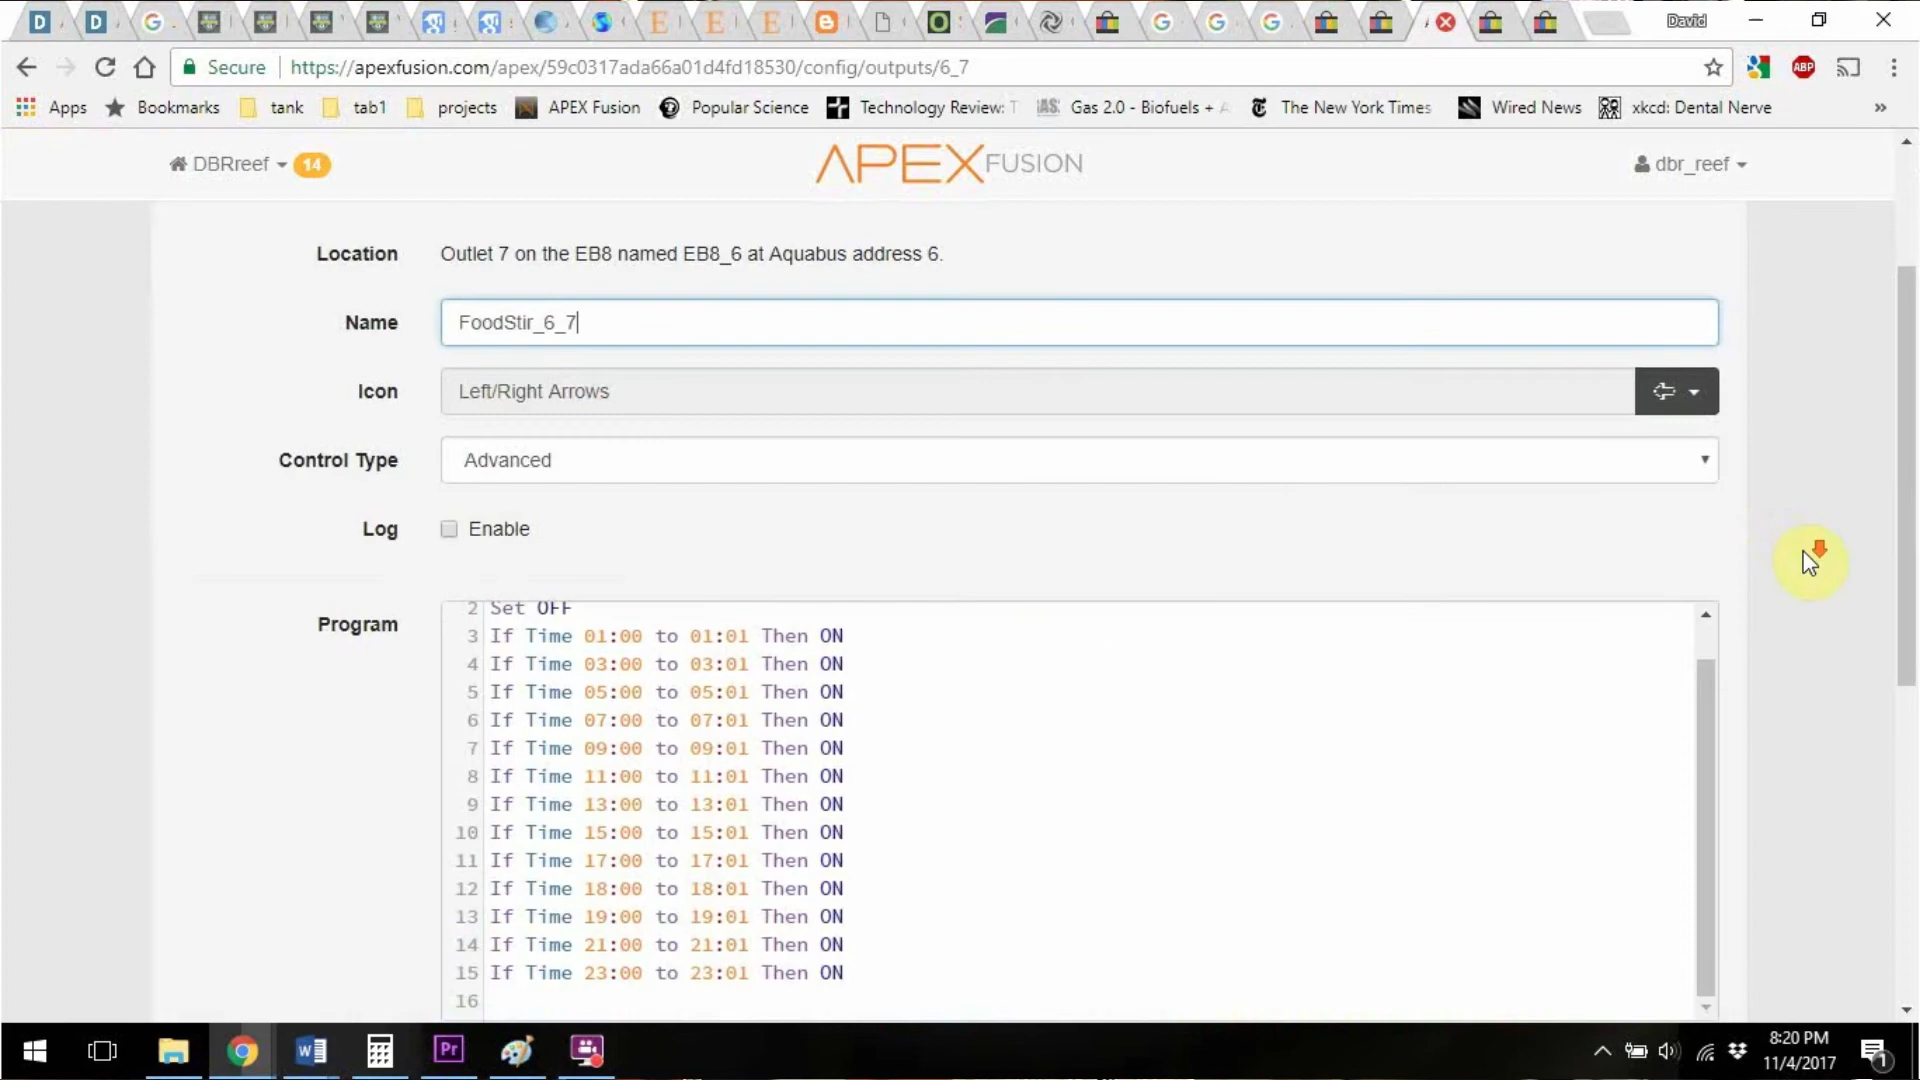 David
Secure https://apexfusion.com/apex/59c0317ada66a01d4fd18530/config/outputs/6_7
ABP
Apps Bookmarks tank tab1 projects APEX Fusion Popular Science Technology Review: Gas 2.0 - Biofuels + The New York Times Wired News xkcd: Dental Nerve »
DBRreef 14 APEX FUSION dbr_reef
Location Outlet 7 on the EB8 named EB8_6 at Aquabus address 6.
Name FoodStir_6_7
Icon Left/Right Arrows
Control Type Advanced
Log Enable
Program
2 Set OFF
3 If Time 01:00 to 01:01 Then ON
4 If Time 03:00 to 03:01 Then ON
5 If Time 05:00 to 05:01 Then ON
6 If Time 07:00 to 07:01 Then ON
7 If Time 09:00 to 09:01 Then ON
8 If Time 11:00 to 11:01 Then ON
9 If Time 13:00 to 13:01 Then ON
10 If Time 15:00 to 15:01 Then ON
11 If Time 17:00 to 17:01 Then ON
12 If Time 18:00 to 18:01 Then ON
13 If Time 19:00 to 19:01 Then ON
14 If Time 21:00 to 21:01 Then ON
15 If Time 23:00 to 23:01 Then ON
16
Pr
8:20 PM
11/4/2017
1